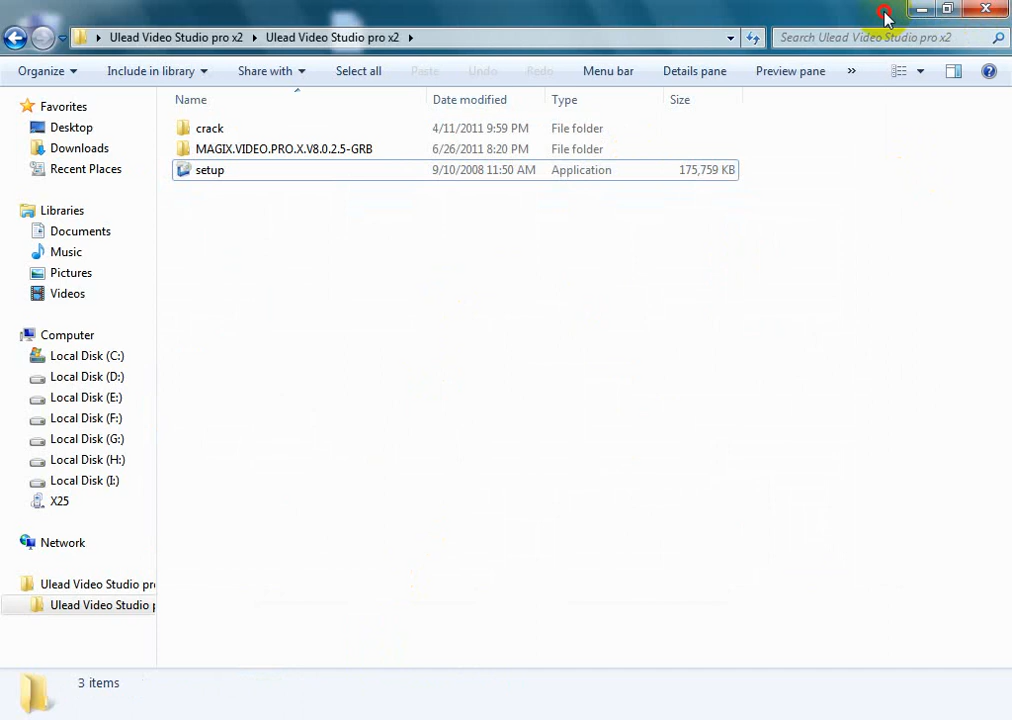 Ulead Video Studio pro x2 Ulead Video Studio pro x2 Search Ulead Video Studio pro x2
Organize Include in library Share with Select all Paste Undo Redo Menu bar Details pane Preview pane »
Name Date modified Type Size
Favorites
Desktop
Downloads
Recent Places
crack 4/11/2011 9:59 PM File folder
MAGIX.VIDEO.PRO.X.V8.0.2.5-GRB 6/26/2011 8:20 PM File folder
setup 9/10/2008 11:50 AM Application 175,759 KB
Libraries
Documents
Music
Pictures
Videos
Computer
Local Disk (C:)
Local Disk (D:)
Local Disk (E:)
Local Disk (F:)
Local Disk (G:)
Local Disk (H:)
Local Disk (I:)
X25
Network
Ulead Video Studio pro
Ulead Video Studio p
3 items